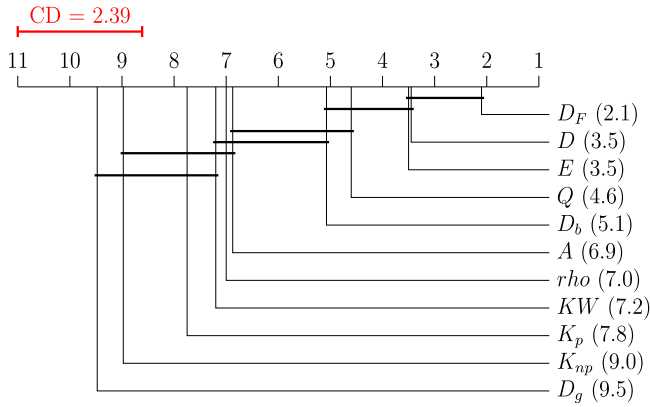 CD = 2.39
11 10 9 8 7 6 5 4 3 2 1
D_F (2.1)
D (3.5)
E (3.5)
Q (4.6)
D_b (5.1)
A (6.9)
rho (7.0)
KW (7.2)
K_p (7.8)
K_np (9.0)
D_g (9.5)